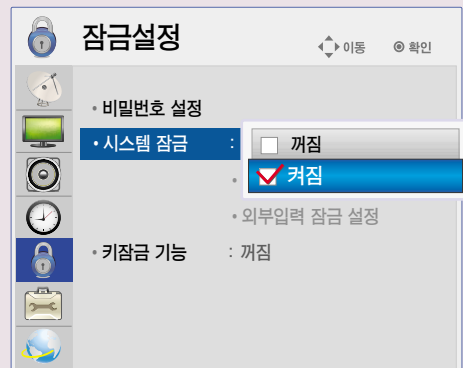 잠금설정
이동
확인
• 비밀번호 설정
• 시스템 잠금 :
꺼짐
켜짐
•
• 외부입력 잠금 설정
• 키잠금 기능 : 꺼짐